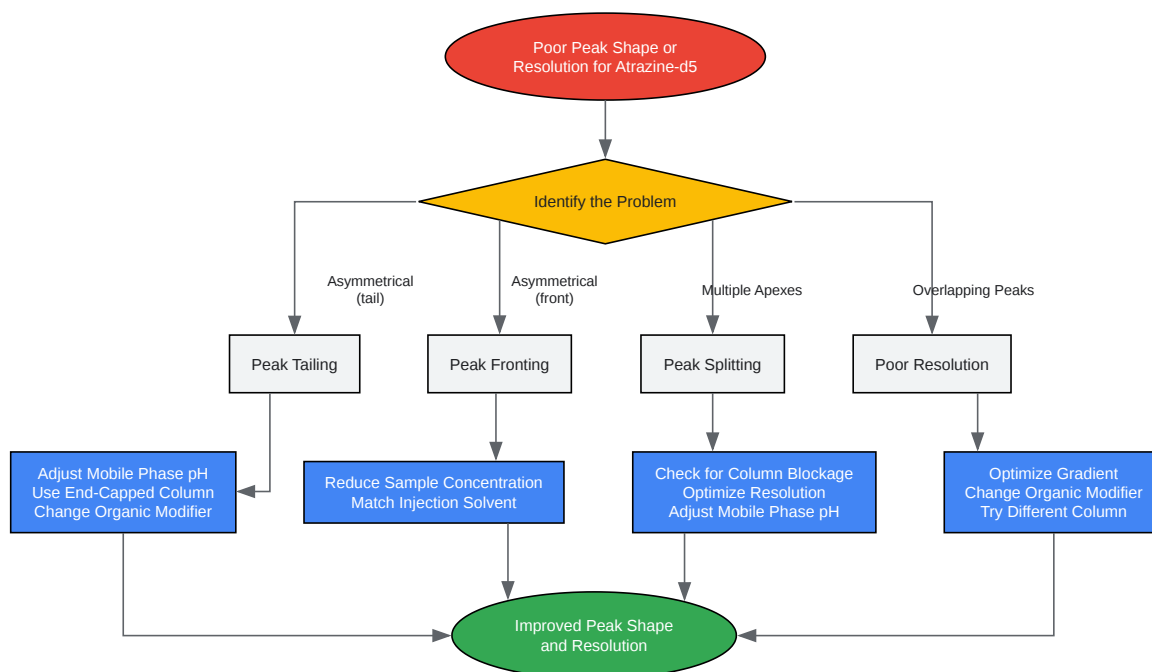 Poor Peak Shape or
Resolution for Atrazine-d5
Identify the Problem
Asymmetrical
(tail)
Asymmetrical
(front)
Multiple Apexes
Overlapping Peaks
Peak Tailing
Peak Fronting
Peak Splitting
Poor Resolution
Adjust Mobile Phase pH
Use End-Capped Column
Change Organic Modifier
Reduce Sample Concentration
Match Injection Solvent
Check for Column Blockage
Optimize Resolution
Adjust Mobile Phase pH
Optimize Gradient
Change Organic Modifier
Try Different Column
Improved Peak Shape
and Resolution